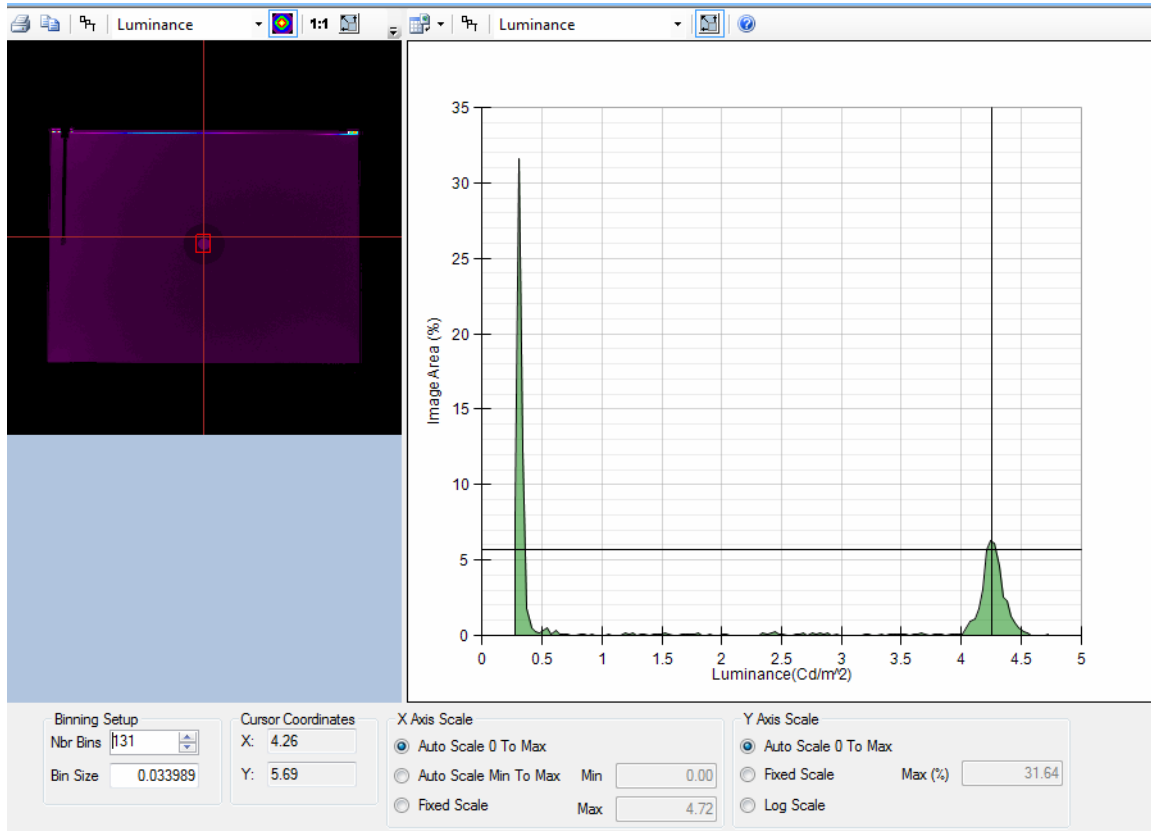 Luminance 1:1 Luminance
35
30
25
20
15
10
5
0
Image Area (%)
0 0.5 1 1.5 2 2.5 3 3.5 4 4.5 5
Luminance(Cd/m^2)
Binning Setup
Nbr Bins 131
Bin Size 0.033989
Cursor Coordinates
X: 4.26
Y: 5.69
X Axis Scale
Auto Scale 0 To Max
Auto Scale Min To Max Min 0.00
Fixed Scale Max 4.72
Y Axis Scale
Auto Scale 0 To Max
Fixed Scale Max (%) 31.64
Log Scale